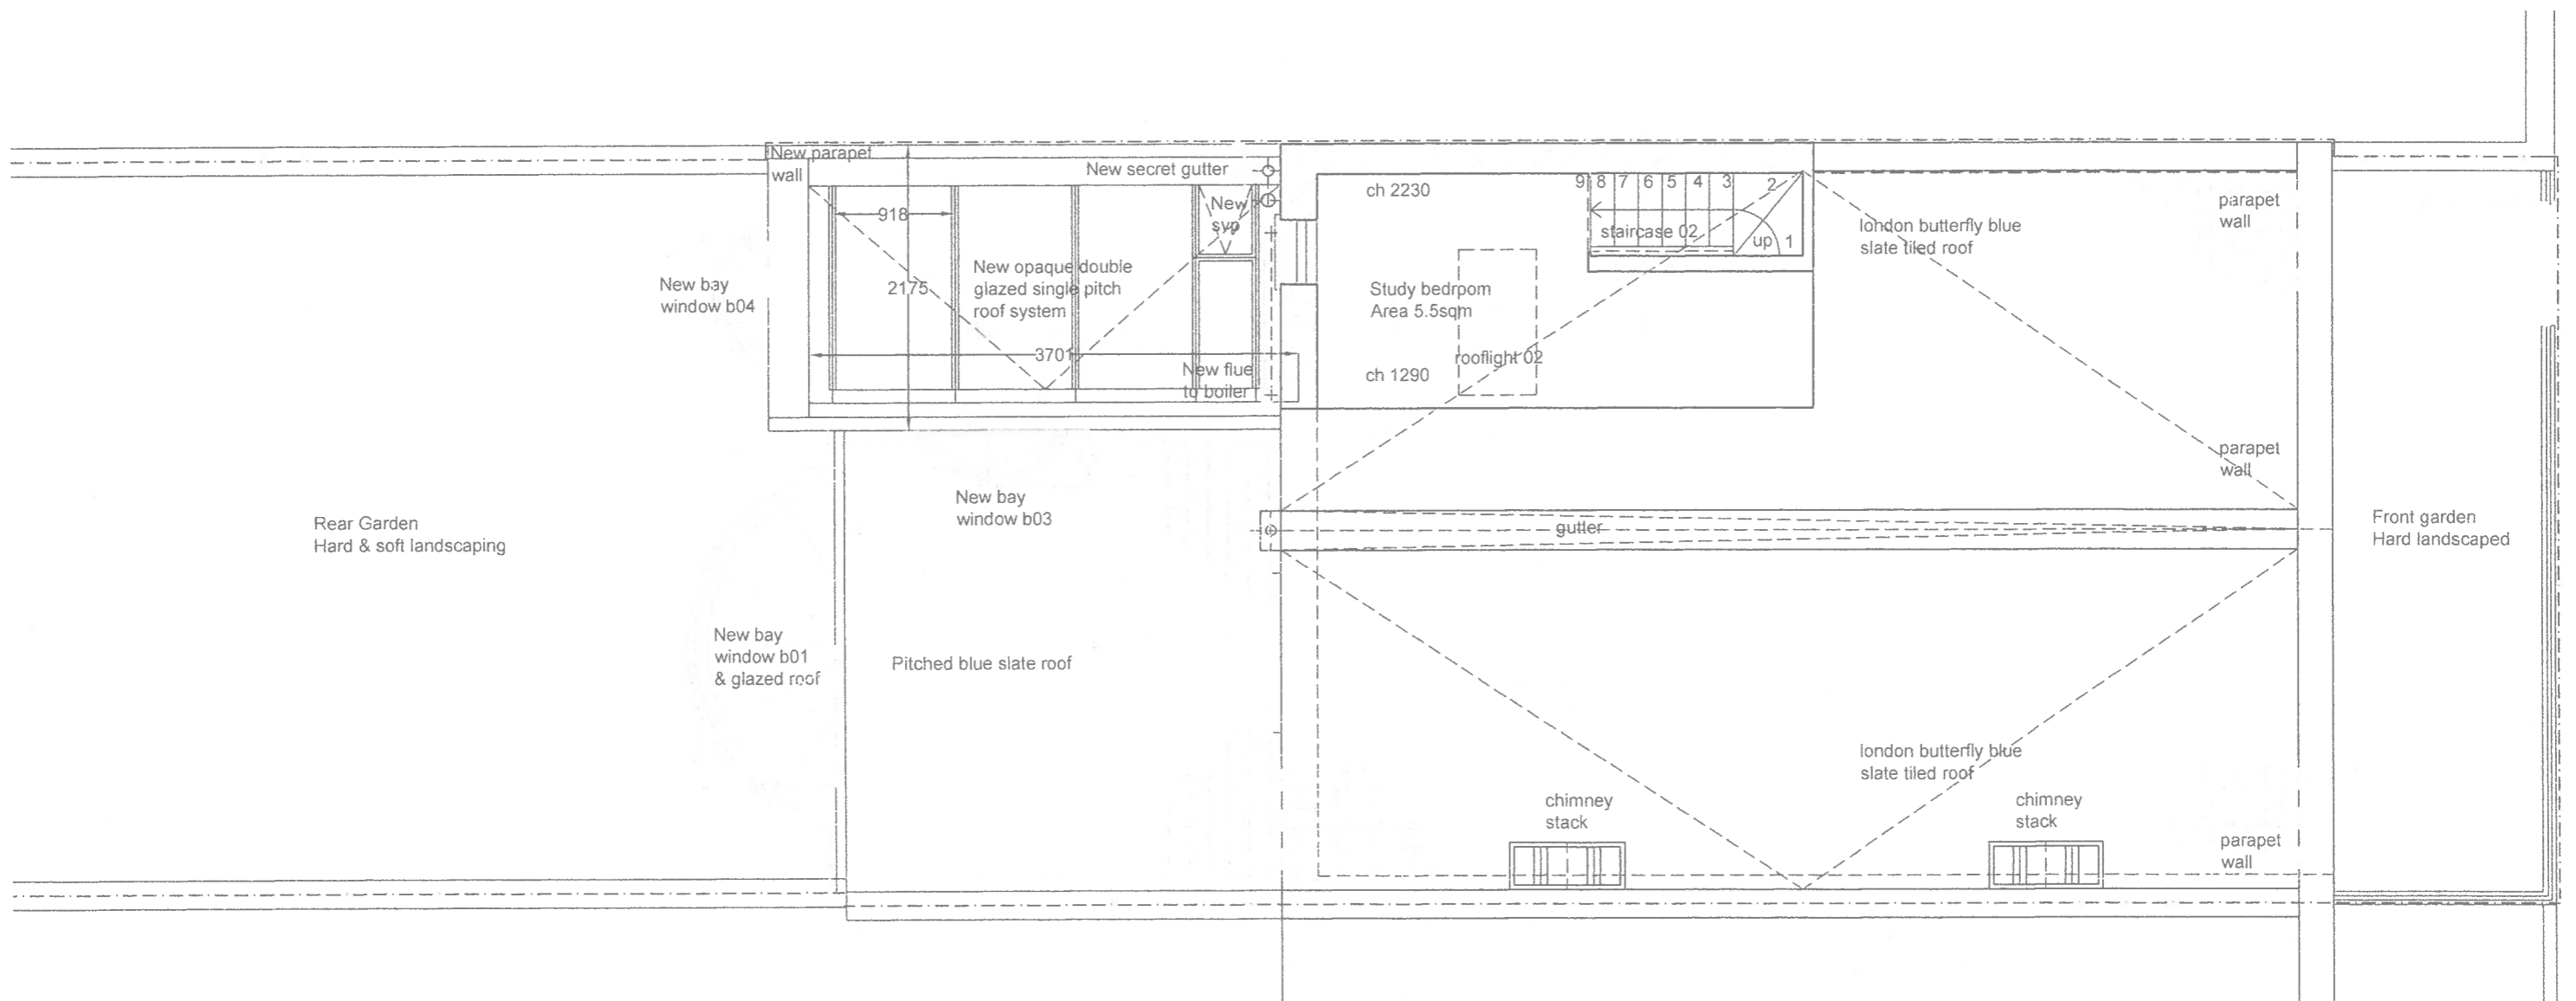 New parapet
wall
New secret gutter
918
New
svp
New opaque double
glazed single pitch
roof system
2175
3701
New flue
to boiler
New bay
window b04
ch 2230
9 8 7 6 5 4 3 2
staircase 02
up 1
Study bedroom
Area 5.5sqm
rooflight 02
ch 1290
london butterfly blue
slate tiled roof
parapet
wall
parapet
wall
New bay
window b03
Rear Garden
Hard & soft landscaping
gutter
Front garden
Hard landscaped
New bay
window b01
& glazed roof
Pitched blue slate roof
london butterfly blue
slate tiled roof
chimney
stack
chimney
stack
parapet
wall